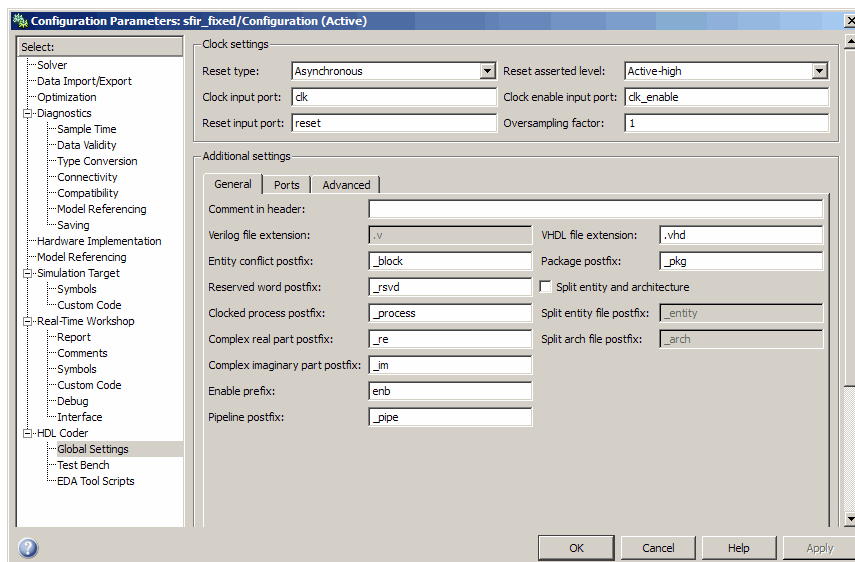 Configuration Parameters: sfir_fixed/Configuration (Active)
Select:
Solver
Data Import/Export
Optimization
Diagnostics
Sample Time
Data Validity
Type Conversion
Connectivity
Compatibility
Model Referencing
Saving
Hardware Implementation
Model Referencing
Simulation Target
Symbols
Custom Code
Real-Time Workshop
Report
Comments
Symbols
Custom Code
Debug
Interface
HDL Coder
Global Settings
Test Bench
EDA Tool Scripts
Clock settings
Reset type: Asynchronous Reset asserted level: Active-high
Clock input port: clk Clock enable input port: clk_enable
Reset input port: reset Oversampling factor: 1
Additional settings
General Ports Advanced
Comment in header:
Verilog file extension: .v VHDL file extension: .vhd
Entity conflict postfix: _block Package postfix: _pkg
Reserved word postfix: _rsvd Split entity and architecture
Clocked process postfix: _process Split entity file postfix: _entity
Complex real part postfix: _re Split arch file postfix: _arch
Complex imaginary part postfix: _im
Enable prefix: enb
Pipeline postfix: _pipe
OK Cancel Help Apply